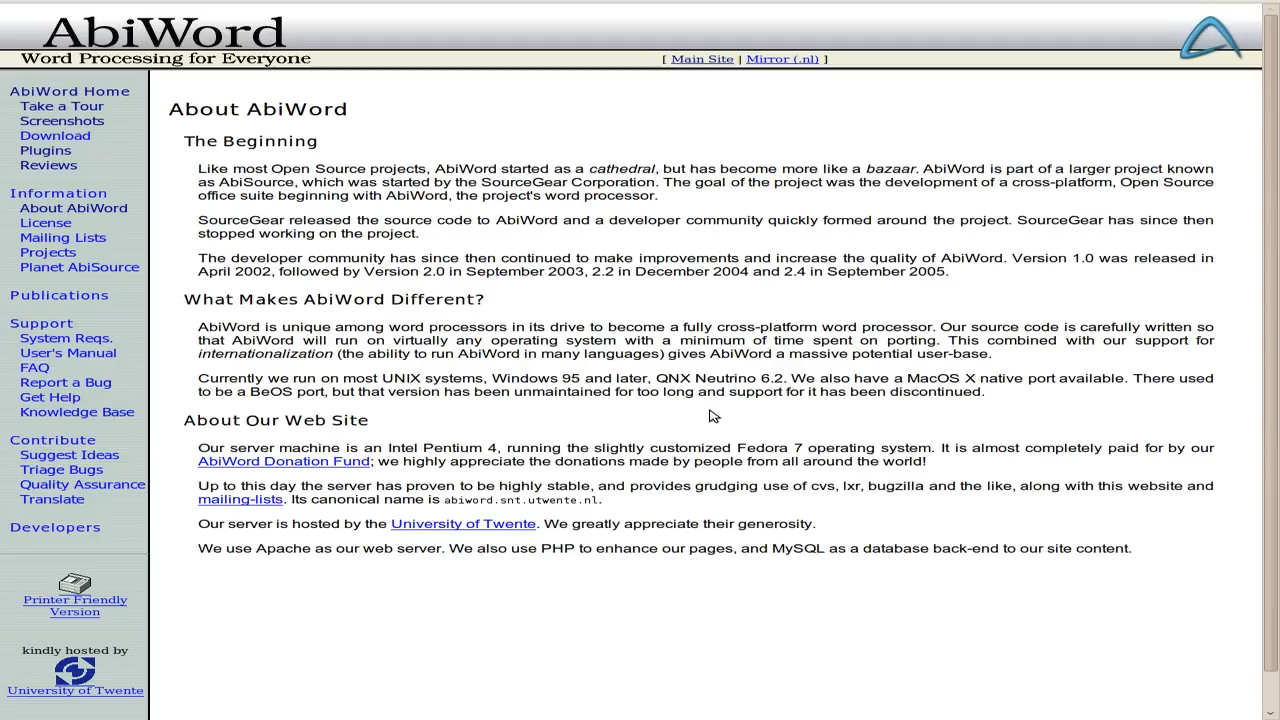 AbiWord
Word Processing for Everyone
[ Main Site | Mirror (.nl) ]
AbiWord Home
Take a Tour
Screenshots
Download
Plugins
Reviews
Information
About AbiWord
License
Mailing Lists
Projects
Planet AbiSource
Publications
Support
System Reqs.
User's Manual
FAQ
Report a Bug
Get Help
Knowledge Base
Contribute
Suggest Ideas
Triage Bugs
Quality Assurance
Translate
Developers
Printer Friendly
Version
kindly hosted by
University of Twente
About AbiWord
The Beginning
Like most Open Source projects, AbiWord started as a cathedral, but has become more like a bazaar. AbiWord is part of a larger project known
as AbiSource, which was started by the SourceGear Corporation. The goal of the project was the development of a cross-platform, Open Source
office suite beginning with AbiWord, the project's word processor.
SourceGear released the source code to AbiWord and a developer community quickly formed around the project. SourceGear has since then
stopped working on the project.
The developer community has since then continued to make improvements and increase the quality of AbiWord. Version 1.0 was released in
April 2002, followed by Version 2.0 in September 2003, 2.2 in December 2004 and 2.4 in September 2005.
What Makes AbiWord Different?
AbiWord is unique among word processors in its drive to become a fully cross-platform word processor. Our source code is carefully written so
that AbiWord will run on virtually any operating system with a minimum of time spent on porting. This combined with our support for
internationalization (the ability to run AbiWord in many languages) gives AbiWord a massive potential user-base.
Currently we run on most UNIX systems, Windows 95 and later, QNX Neutrino 6.2. We also have a MacOS X native port available. There used
to be a BeOS port, but that version has been unmaintained for too long and support for it has been discontinued.
About Our Web Site
Our server machine is an Intel Pentium 4, running the slightly customized Fedora 7 operating system. It is almost completely paid for by our
AbiWord Donation Fund; we highly appreciate the donations made by people from all around the world!
Up to this day the server has proven to be highly stable, and provides grudging use of cvs, lxr, bugzilla and the like, along with this website and
mailing-lists. Its canonical name is abiword.snt.utwente.nl.
Our server is hosted by the University of Twente. We greatly appreciate their generosity.
We use Apache as our web server. We also use PHP to enhance our pages, and MySQL as a database back-end to our site content.